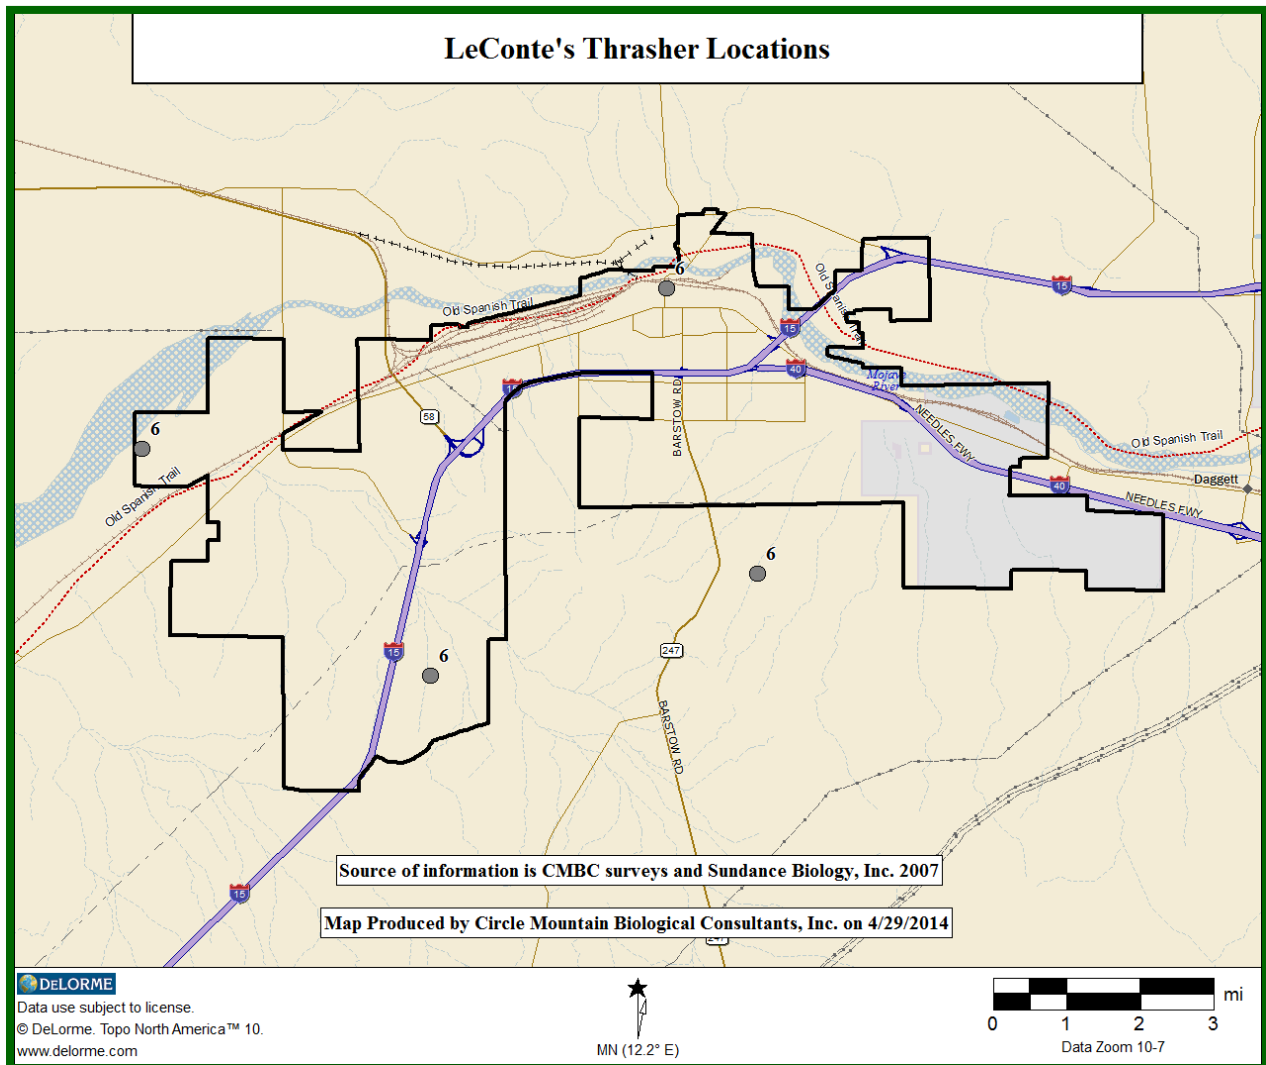 LeConte's Thrasher Locations
6
Old Spanish Trail
Old Spanish Trail
15
15
15
40
Mojave
River
58
BARSTOW RD
NEEDLES FWY
6
Old Spanish Trail
Old Spanish Trail
40
Daggett
NEEDLES FWY
6
247
15
6
BARSTOW RD
Source of information is CMBC surveys and Sundance Biology, Inc. 2007
15
Map Produced by Circle Mountain Biological Consultants, Inc. on 4/29/2014
247
DELORME
Data use subject to license.
© DeLorme. Topo North America™ 10.
www.delorme.com
MN (12.2° E)
mi
0 1 2 3
Data Zoom 10-7